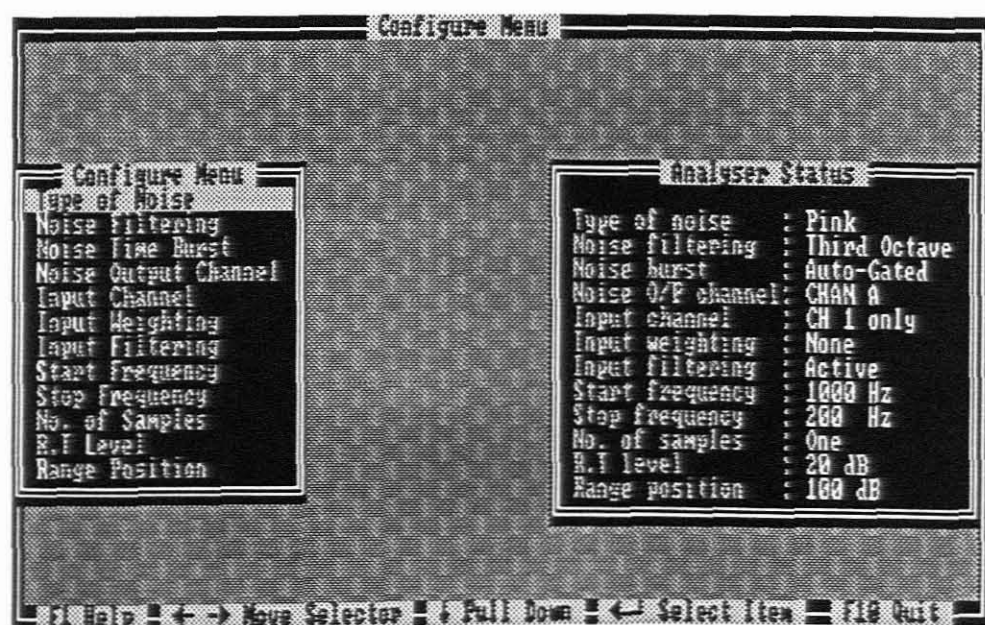 Configure Menu
Configure Menu
Type of Noise
Noise Filtering
Noise Time Burst
Noise Output Channel
Input Channel
Input Weighting
Input Filtering
Start Frequency
Stop Frequency
No. of Samples
R.T Level
Range Position
Analyser Status
Type of noise : Pink
Noise filtering : Third Octave
Noise burst : Auto-Gated
Noise O/P channel: CHAN A
Input channel : CH 1 only
Input weighting : None
Input filtering : Active
Start frequency : 1000 Hz
Stop frequency : 200 Hz
No. of samples : One
R.T level : 20 dB
Range position : 100 dB
F1 Help ← → Move Selector ↓ Pull Down ↵ Select Item F10 Quit